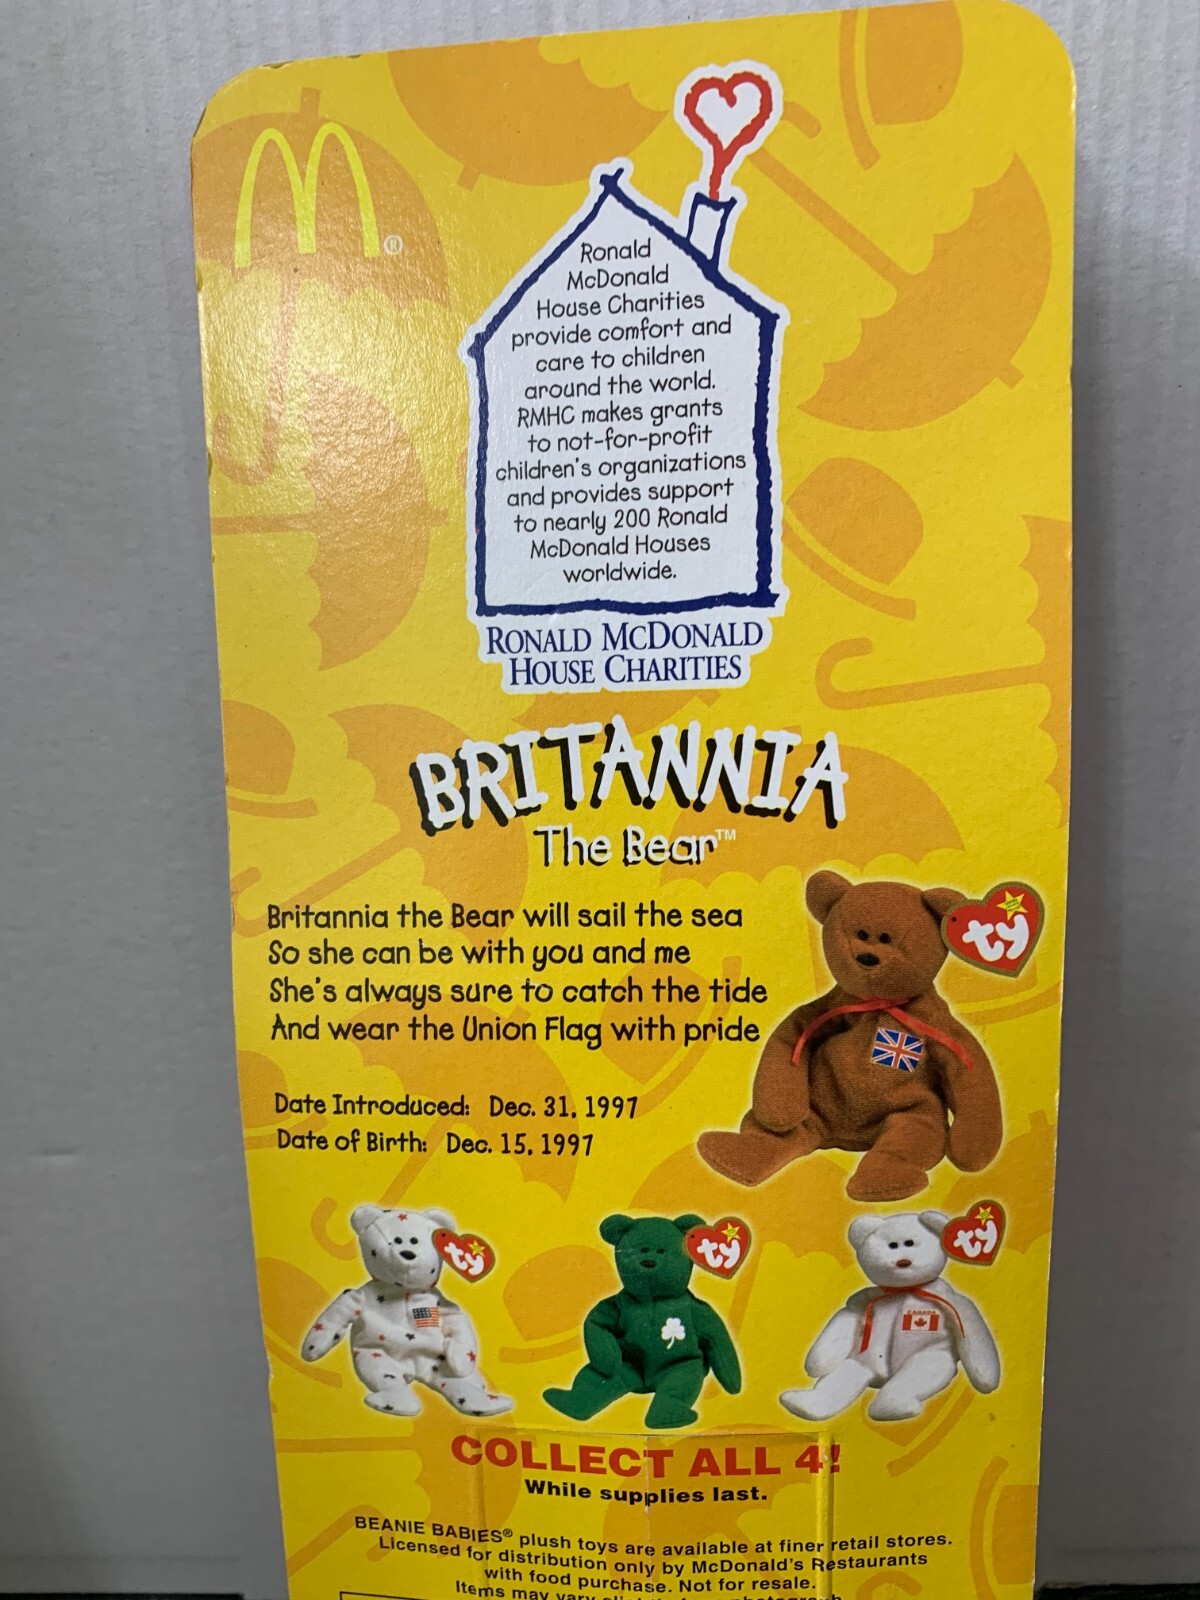 M®
Ronald
McDonald
House Charities
provide comfort and
care to children
around the world.
RMHC makes grants
to not-for-profit
children's organizations
and provides support
to nearly 200 Ronald
McDonald Houses
worldwide.
RONALD MCDONALD
HOUSE CHARITIES
BRITANNIA
The Bear™
Britannia the Bear will sail the sea
So she can be with you and me
She's always sure to catch the tide
And wear the Union Flag with pride
ty
Date Introduced: Dec. 31, 1997
Date of Birth: Dec. 15, 1997
ty
ty
ty
CANADA
COLLECT ALL 4!
While supplies last.
BEANIE BABIES® plush toys are available at finer retail stores.
Licensed for distribution only by McDonald's Restaurants
with food purchase. Not for resale.
Items may vary